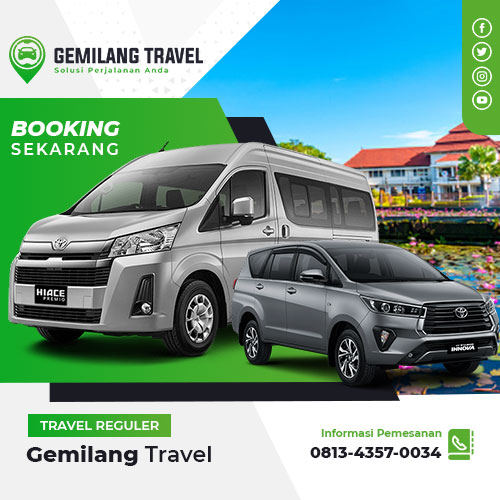 GEMILANG TRAVEL
Solusi Perjalanan Anda
BOOKING
SEKARANG
HIACE
PREMIO
INNOVA
TRAVEL REGULER
Gemilang Travel
Informasi Pemesanan
0813-4357-0034